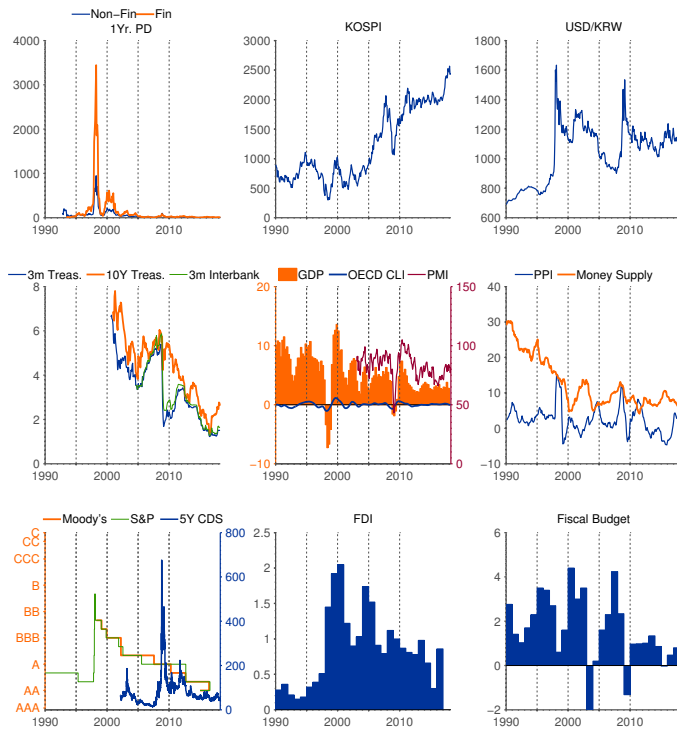 Non-Fin Fin
1Yr. PD
KOSPI
USD/KRW
4000
3000
2000
1000
0
1990 2000 2010
3000
2500
2000
1500
1000
500
0
1990 2000 2010
1800
1600
1400
1200
1000
800
600
1990 2000 2010
3m Treas. 10Y Treas. 3m Interbank
8
6
4
2
0
1990 2000 2010
GDP OECD CLI PMI
20
10
0
−10
150
100
50
0
1990 2000 2010
PPI Money Supply
40
30
20
10
0
−10
1990 2000 2010
Moody's S&P 5Y CDS
C
CC
CCC
B
BB
BBB
A
AA
AAA
800
600
400
200
0
1990 2000 2010
FDI
2.5
2
1.5
1
0.5
0
1990 2000 2010
Fiscal Budget
6
4
2
0
−2
1990 2000 2010